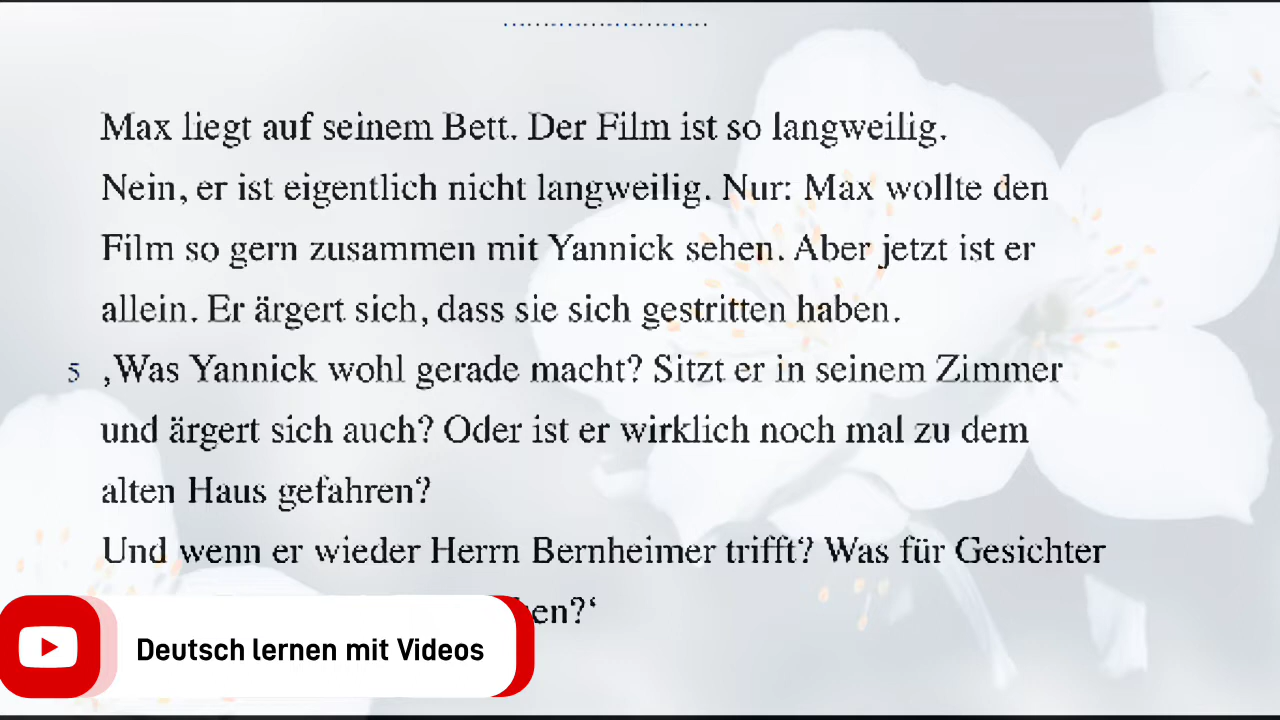 Max liegt auf seinem Bett. Der Film ist so langweilig.
Nein, er ist eigentlich nicht langweilig. Nur: Max wollte den
Film so gern zusammen mit Yannick sehen. Aber jetzt ist er
allein. Er ärgert sich, dass sie sich gestritten haben.
5 ‚Was Yannick wohl gerade macht? Sitzt er in seinem Zimmer
und ärgert sich auch? Oder ist er wirklich noch mal zu dem
alten Haus gefahren?
Und wenn er wieder Herrn Bernheimer trifft? Was für Gesichter
Deutsch lernen mit Videos